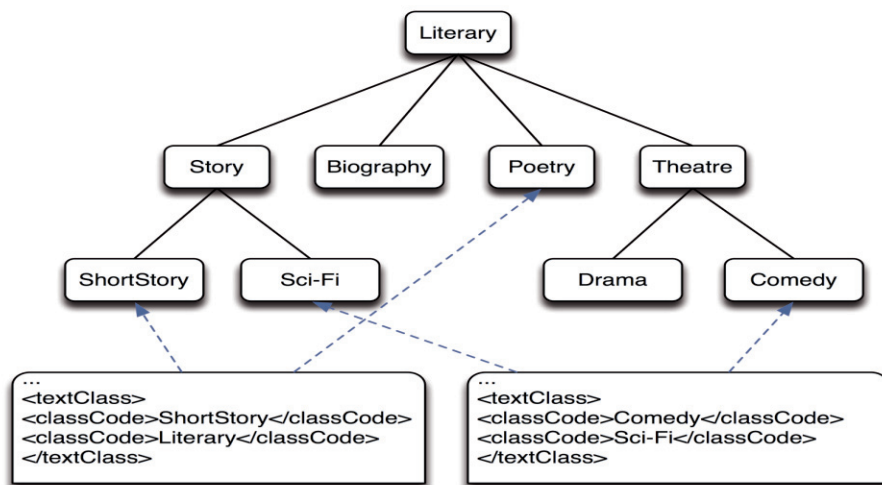 Literary
Story
Biography
Poetry
Theatre
ShortStory
Sci-Fi
Drama
Comedy
...
<textClass>
<classCode>ShortStory</classCode>
<classCode>Literary</classCode>
</textClass>
...
<textClass>
<classCode>Comedy</classCode>
<classCode>Sci-Fi</classCode>
</textClass>